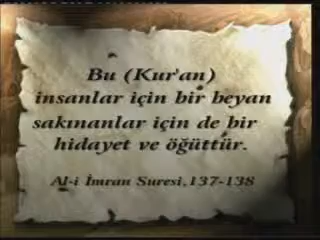 Bu (Kur'an)
insanlar için bir beyan
sakınanlar için de bir
hidayet ve öğüttür.
Al-i İmran Suresi,137-138